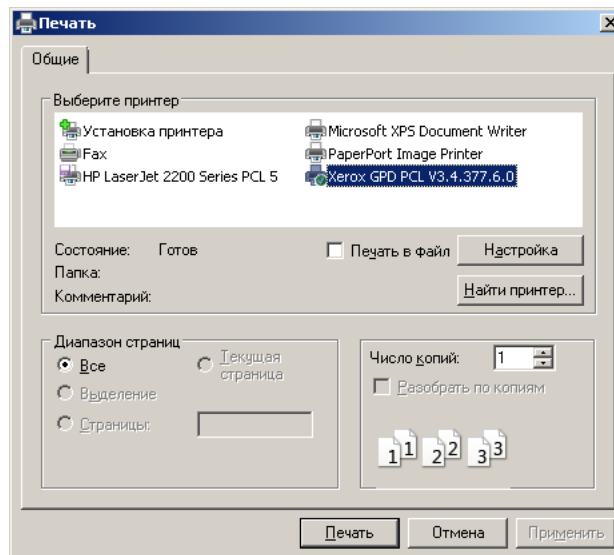 Печать
Общие
Выберите принтер
Установка принтера
Microsoft XPS Document Writer
Fax
PaperPort Image Printer
HP LaserJet 2200 Series PCL 5
Xerox GPD PCL V3.4.377.6.0
Состояние: Готов
Печать в файл
Настройка
Папка:
Комментарий:
Найти принтер...
Диапазон страниц
Все
Текущая
страница
Выделение
Страницы:
Число копий: 1
Разобрать по копиям
1 1 2 2 3 3
Печать
Отмена
Применить